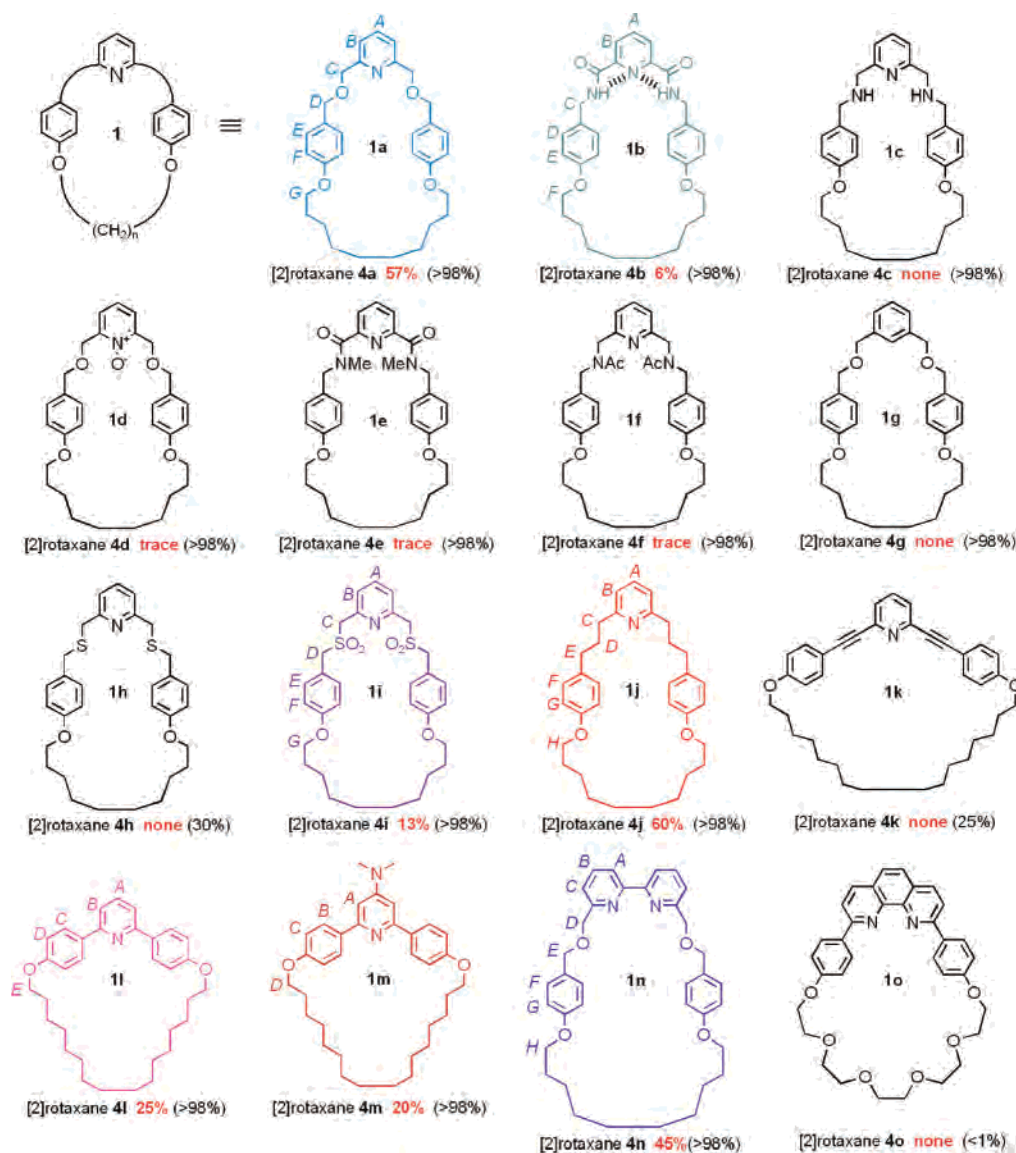 A
B
N
C
O
O
D
E
1a
F
O
O
G
[2]rotaxane 4a 57% (>98%)
N
1
O
O
(CH₂)n
≡
A
B
O
N
O
NH
HN
C
D
1b
E
O
O
F
[2]rotaxane 4b 6% (>98%)
N
NH
HN
1c
O
O
[2]rotaxane 4c none (>98%)
N⁺
O
O⁻
O
1d
O
O
[2]rotaxane 4d trace (>98%)
O
N
O
NMe
MeN
1e
O
O
[2]rotaxane 4e trace (>98%)
N
NAc
AcN
1f
O
O
[2]rotaxane 4f trace (>98%)
O
O
1g
O
O
[2]rotaxane 4g none (>98%)
N
S
S
1h
O
O
[2]rotaxane 4h none (30%)
A
B
C
N
SO₂
O₂S
D
E
1i
F
O
O
G
[2]rotaxane 4i 13% (>98%)
A
B
C
N
E
D
F
1j
G
O
O
H
[2]rotaxane 4j 60% (>98%)
N
1k
O
O
[2]rotaxane 4k none (25%)
A
B
C
D
N
O
O
1l
E
[2]rotaxane 4l 25% (>98%)
N
A
B
C
N
O
O
1m
D
[2]rotaxane 4m 20% (>98%)
B
A
C
N
N
D
O
O
E
F
1n
G
O
O
H
[2]rotaxane 4n 45% (>98%)
N
N
1o
O
O
O
O
O
O
[2]rotaxane 4o none (<1%)